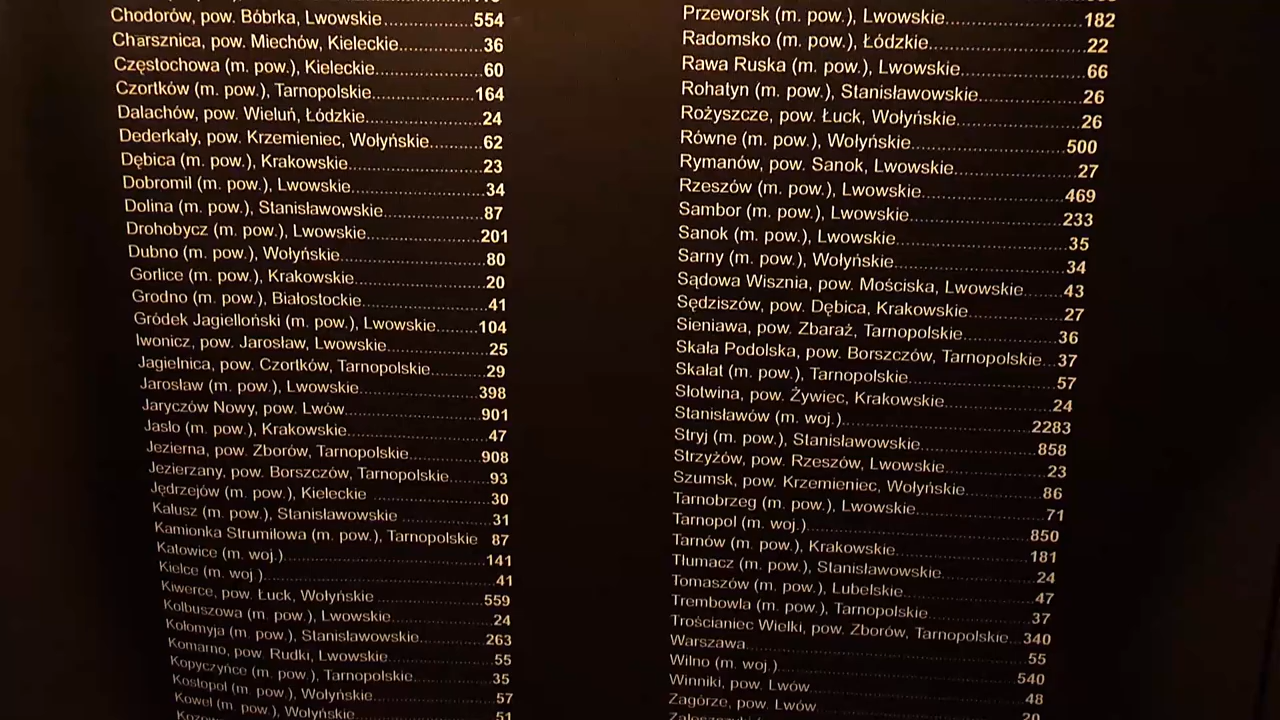 Chodorów, pow. Bóbrka, Lwowskie....................554
Charsznica, pow. Miechów, Kieleckie.................36
Częstochowa (m. pow.), Kieleckie......................60
Czortków (m. pow.), Tarnopolskie.....................164
Dalachów, pow. Wieluń, Łódzkie........................24
Dederkały, pow. Krzemieniec, Wołyńskie...........62
Dębica (m. pow.), Krakowskie............................23
Dobromil (m. pow.), Lwowskie............................34
Dolina (m. pow.), Stanisławowskie.....................87
Drohobycz (m. pow.), Lwowskie........................201
Dubno (m. pow.), Wołyńskie..............................80
Gorlice (m. pow.), Krakowskie...........................20
Grodno (m. pow.), Białostockie..........................41
Gródek Jagielloński (m. pow.), Lwowskie.........104
Iwonicz, pow. Jarosław, Lwowskie.....................25
Jagielnica, pow. Czortków, Tarnopolskie............29
Jarosław (m. pow.), Lwowskie..........................398
Jaryczów Nowy, pow. Lwów.............................901
Jasło (m. pow.), Krakowskie..............................47
Jezierna, pow. Zborów, Tarnopolskie................908
Jezierzany, pow. Borszczów, Tarnopolskie.........93
Jędrzejów (m. pow.), Kieleckie .........................30
Kałusz (m. pow.), Stanisławowskie ...................31
Kamionka Strumiłowa (m. pow.), Tarnopolskie 87
Katowice (m. woj.)............................................141
Kielce (m. woj.)..................................................41
Kiwerce, pow. Łuck, Wołyńskie ........................559
Kolbuszowa (m. pow.), Lwowskie......................24
Kołomyja (m. pow.), Stanisławowskie...............263
Komarno, pow. Rudki, Lwowskie.......................55
Kopyczyńce (m. pow.), Tarnopolskie..................35
Kostopol (m. pow.), Wołyńskie...........................57
Kowel (m. pow.), Wołyńskie...............................51
Przeworsk (m. pow.), Lwowskie..........................182
Radomsko (m. pow.), Łódzkie..............................22
Rawa Ruska (m. pow.), Lwowskie........................66
Rohatyn (m. pow.), Stanisławowskie....................26
Rożyszcze, pow. Łuck, Wołyńskie........................26
Równe (m. pow.), Wołyńskie...............................500
Rymanów, pow. Sanok, Lwowskie........................27
Rzeszów (m. pow.), Lwowskie............................469
Sambor (m. pow.), Lwowskie..............................233
Sanok (m. pow.), Lwowskie..................................35
Sarny (m. pow.), Wołyńskie..................................34
Sądowa Wisznia, pow. Mościska, Lwowskie........43
Sędziszów, pow. Dębica, Krakowskie...................27
Sieniawa, pow. Zbaraż, Tarnopolskie...................36
Skała Podolska, pow. Borszczów, Tarnopolskie...37
Skałat (m. pow.), Tarnopolskie..............................57
Słotwina, pow. Żywiec, Krakowskie......................24
Stanisławów (m. woj.)........................................2283
Stryj (m. pow.), Stanisławowskie........................858
Strzyżów, pow. Rzeszów, Lwowskie....................23
Szumsk, pow. Krzemieniec, Wołyńskie................86
Tarnobrzeg (m. pow.), Lwowskie.........................71
Tarnopol (m. woj.)..............................................850
Tarnów (m. pow.), Krakowskie...........................181
Tłumacz (m. pow.), Stanisławowskie...................24
Tomaszów (m. pow.), Lubelskie..........................47
Trembowla (m. pow.), Tarnopolskie.....................37
Trościaniec Wielki, pow. Zborów, Tarnopolskie...340
Warszawa...........................................................55
Wilno (m. woj.)...................................................540
Winniki, pow. Lwów.............................................48
Zagórze, pow. Lwów............................................20